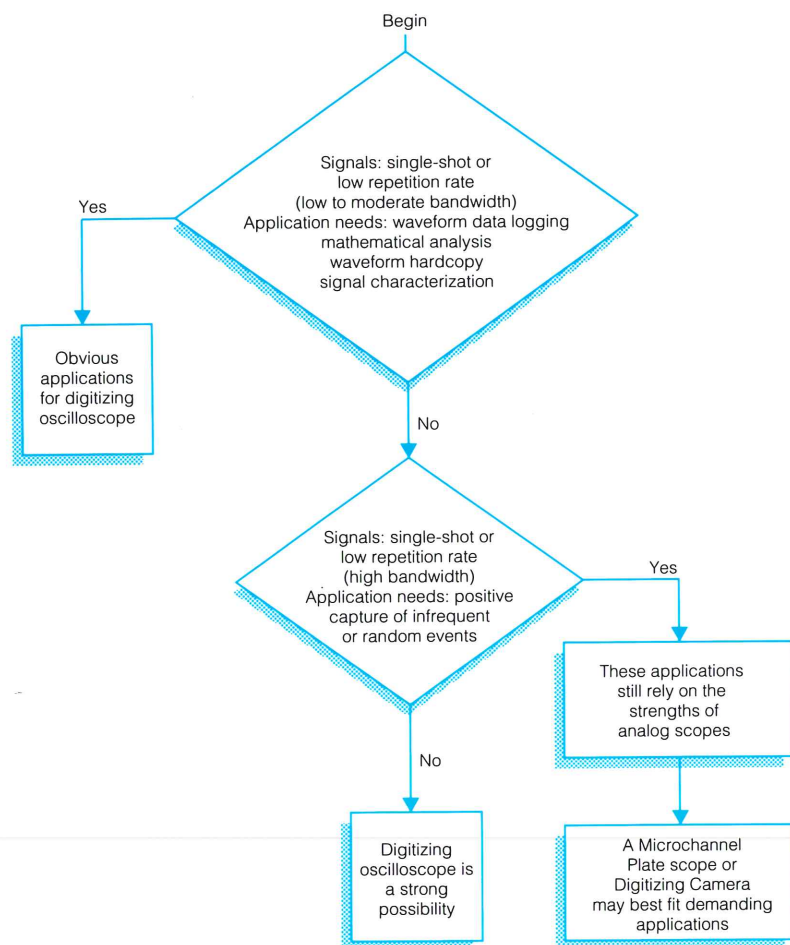 Begin
Signals: single-shot or
low repetition rate
(low to moderate bandwidth)
Application needs: waveform data logging
mathematical analysis
waveform hardcopy
signal characterization
Yes
Obvious
applications
for digitizing
oscilloscope
No
Signals: single-shot or
low repetition rate
(high bandwidth)
Application needs: positive
capture of infrequent
or random events
Yes
These applications
still rely on the
strengths of
analog scopes
No
Digitizing
oscilloscope is
a strong
possibility
A Microchannel
Plate scope or
Digitizing Camera
may best fit demanding
applications